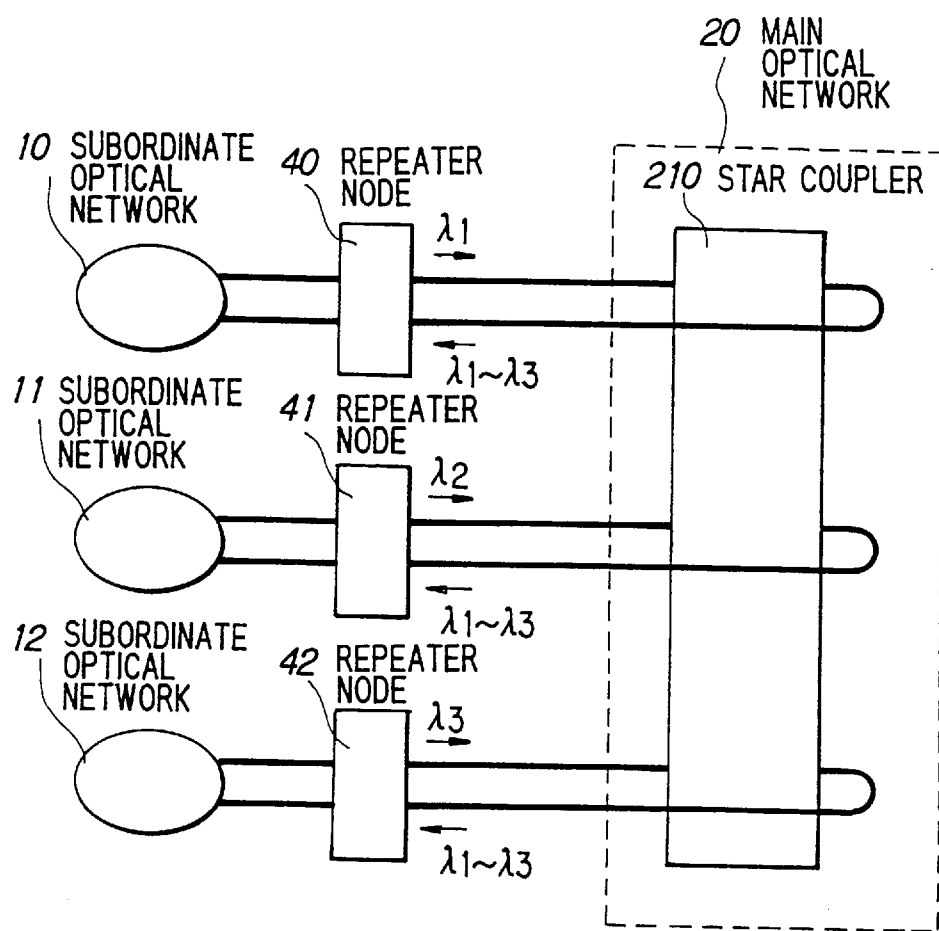 20 MAIN
OPTICAL
NETWORK
10 SUBORDINATE
OPTICAL
NETWORK
40 REPEATER
NODE
210 STAR COUPLER
λ1
λ1~λ3
11 SUBORDINATE
OPTICAL
NETWORK
41 REPEATER
NODE
λ2
λ1~λ3
12 SUBORDINATE
OPTICAL
NETWORK
42 REPEATER
NODE
λ3
λ1~λ3